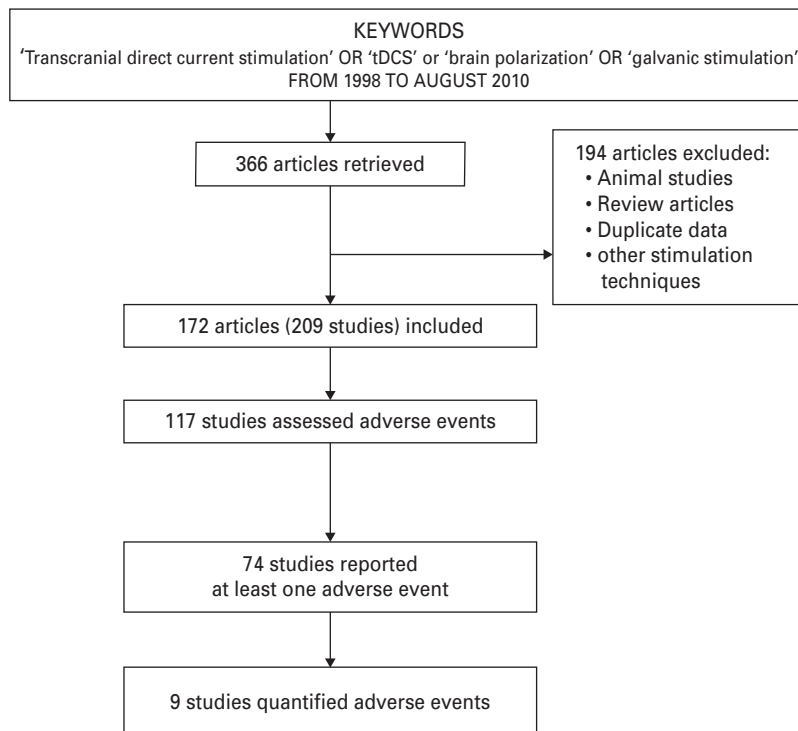 KEYWORDS
'Transcranial direct current stimulation' OR 'tDCS' or 'brain polarization' OR 'galvanic stimulation'
FROM 1998 TO AUGUST 2010
366 articles retrieved
194 articles excluded:
• Animal studies
• Review articles
• Duplicate data
• other stimulation
techniques
172 articles (209 studies) included
117 studies assessed adverse events
74 studies reported
at least one adverse event
9 studies quantified adverse events